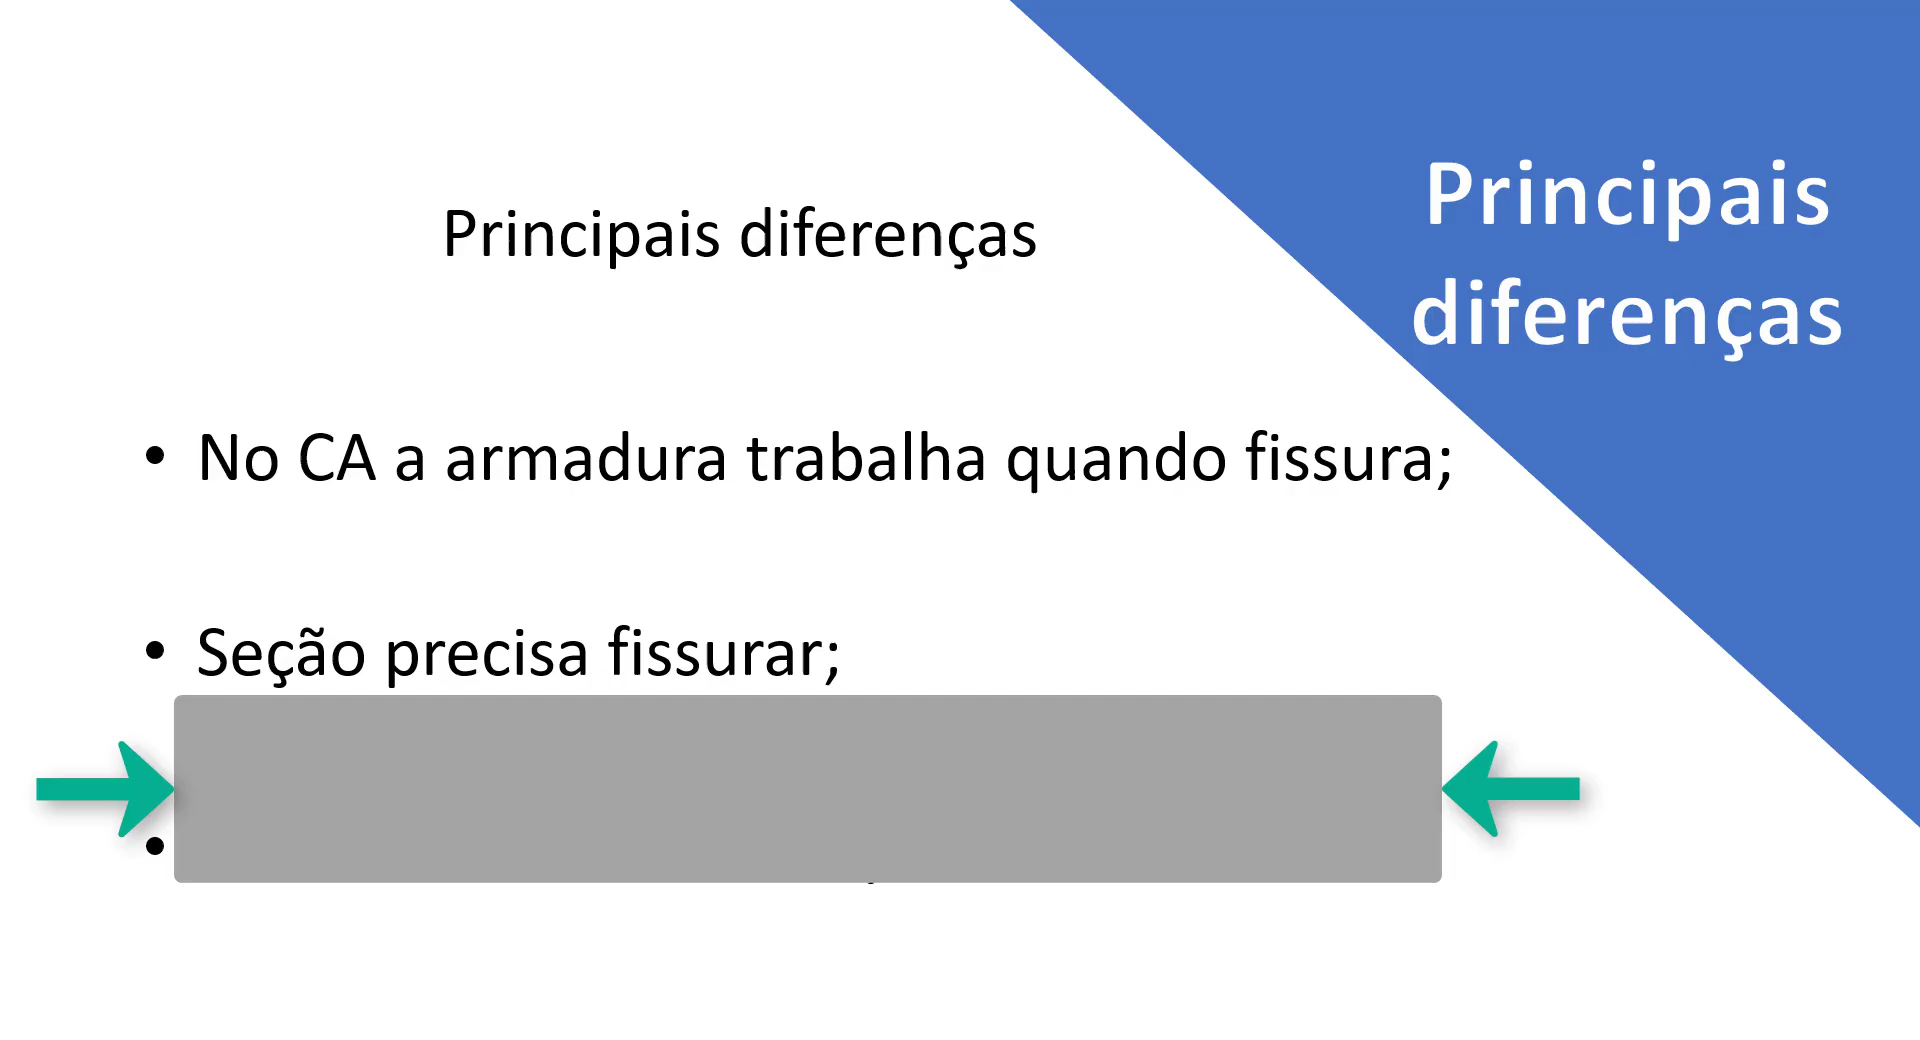 Principais
diferenças
Principais diferenças
• No CA a armadura trabalha quando fissura;
• Seção precisa fissurar;
•